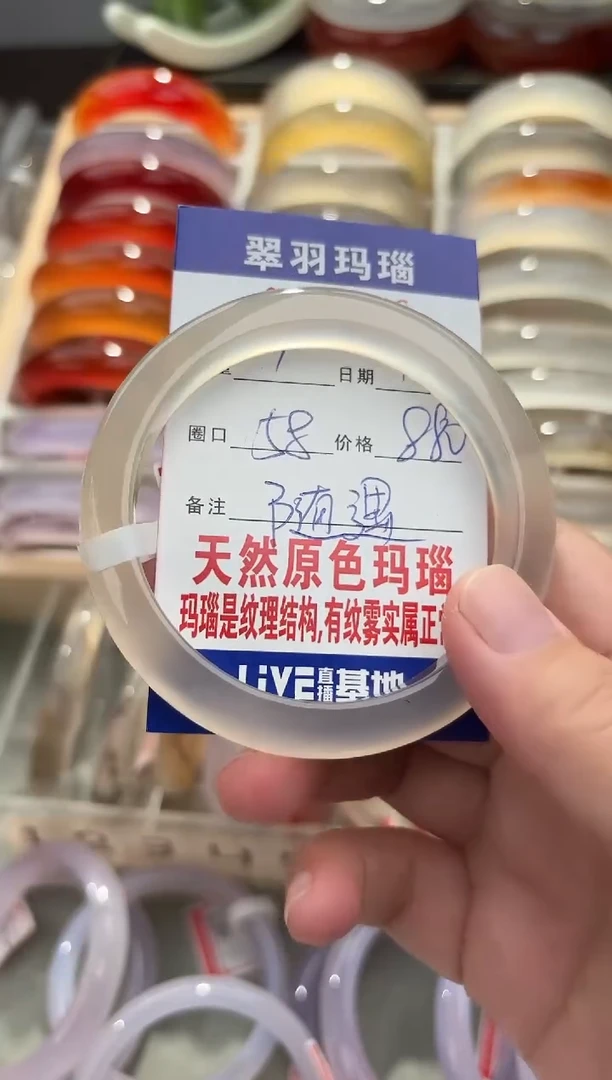 翠羽玛瑙
日期
圈口 58 价格
备注 随遇
天然原色玛瑙
玛瑙是纹理结构,有纹雾实属正常
LiVE直播基地